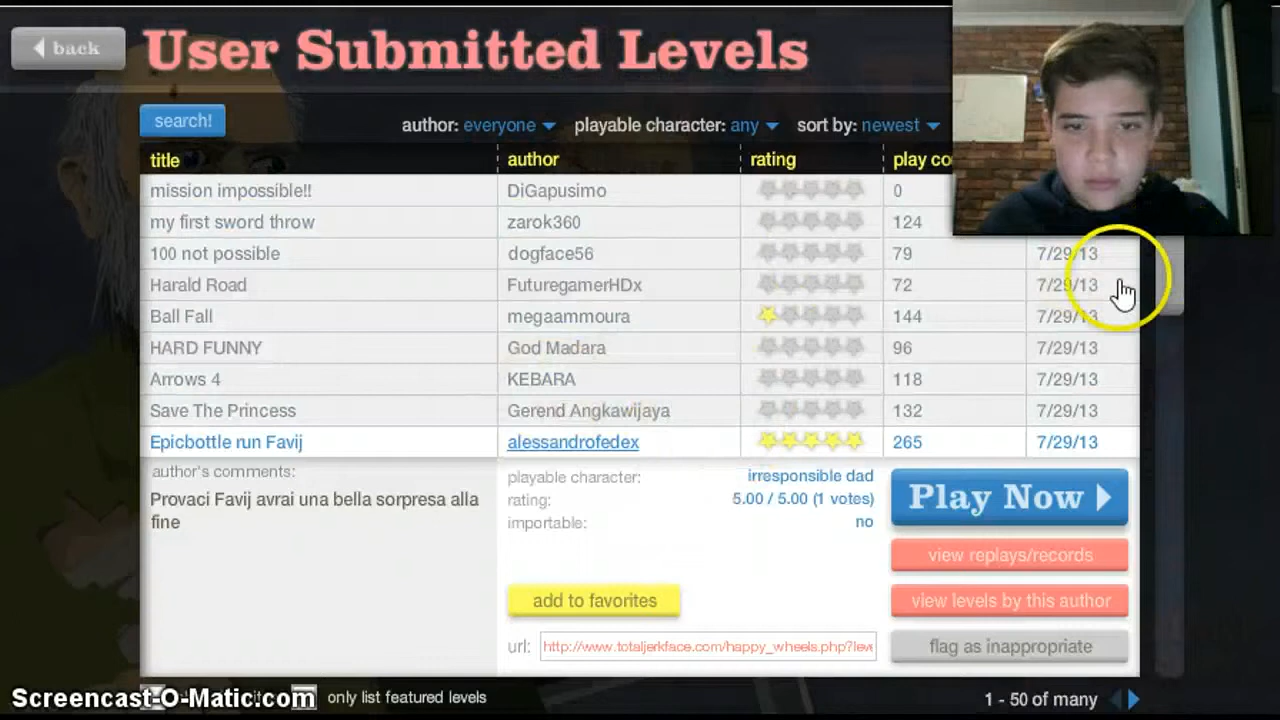 back
User Submitted Levels
search!
author: everyone playable character: any sort by: newest
title author rating play co
mission impossible!! DiGapusimo 0
my first sword throw zarok360 124
100 not possible dogface56 79 7/29/13
Harald Road FuturegamerHDx 72 7/29/13
Ball Fall megaammoura 144 7/29/13
HARD FUNNY God Madara 96 7/29/13
Arrows 4 KEBARA 118 7/29/13
Save The Princess Gerend Angkawijaya 132 7/29/13
Epicbottle run Favij alessandrofedex 265 7/29/13
author's comments:
Provaci Favij avrai una bella sorpresa alla
fine
playable character: irresponsible dad
rating: 5.00 / 5.00 (1 votes)
importable: no
add to favorites
url: http://www.totaljerkface.com/happy_wheels.php?leve
Play Now
view replays/records
view levels by this author
flag as inappropriate
Screencast-O-Matic.com only list featured levels 1 - 50 of many